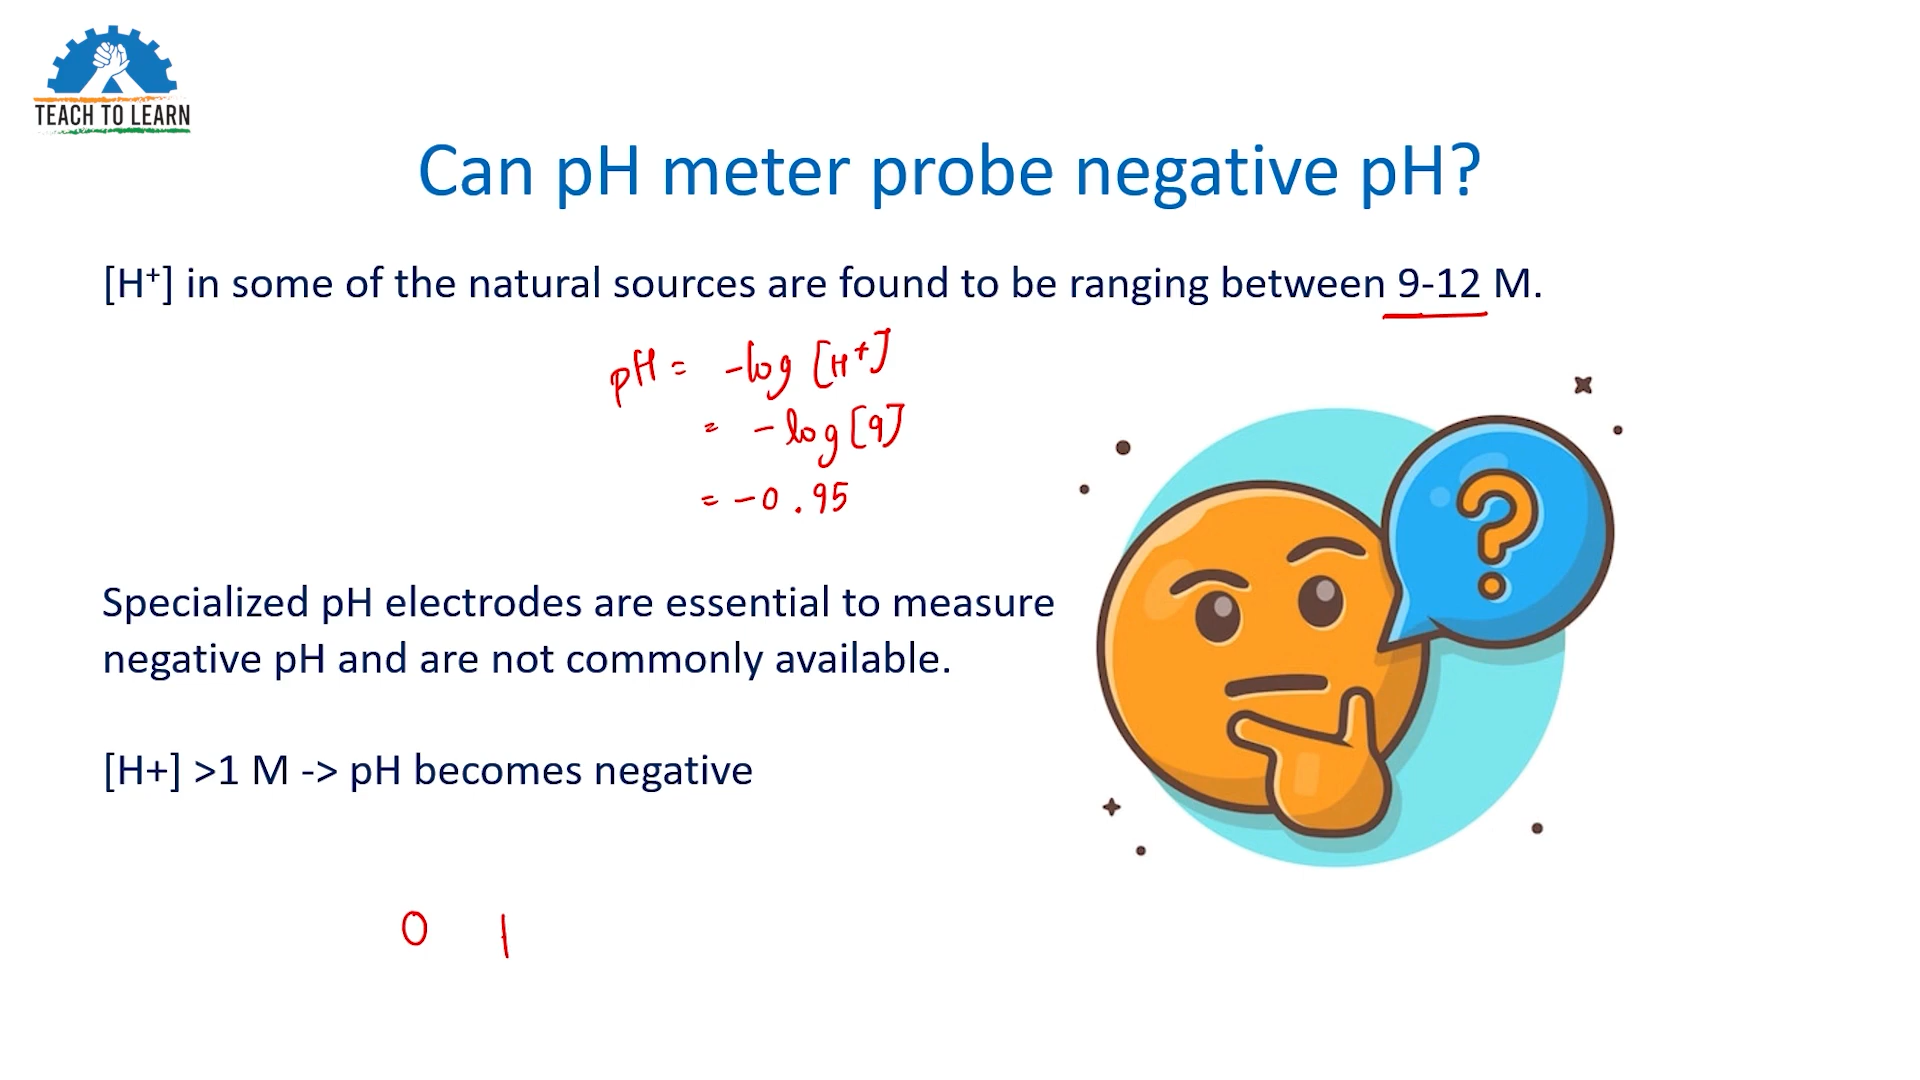 TEACH TO LEARN
Can pH meter probe negative pH?
[H⁺] in some of the natural sources are found to be ranging between 9-12 M.
pH = -log [H⁺]
= -log [9]
= -0.95
?
Specialized pH electrodes are essential to measure
negative pH and are not commonly available.
[H+] >1 M -> pH becomes negative
0 1